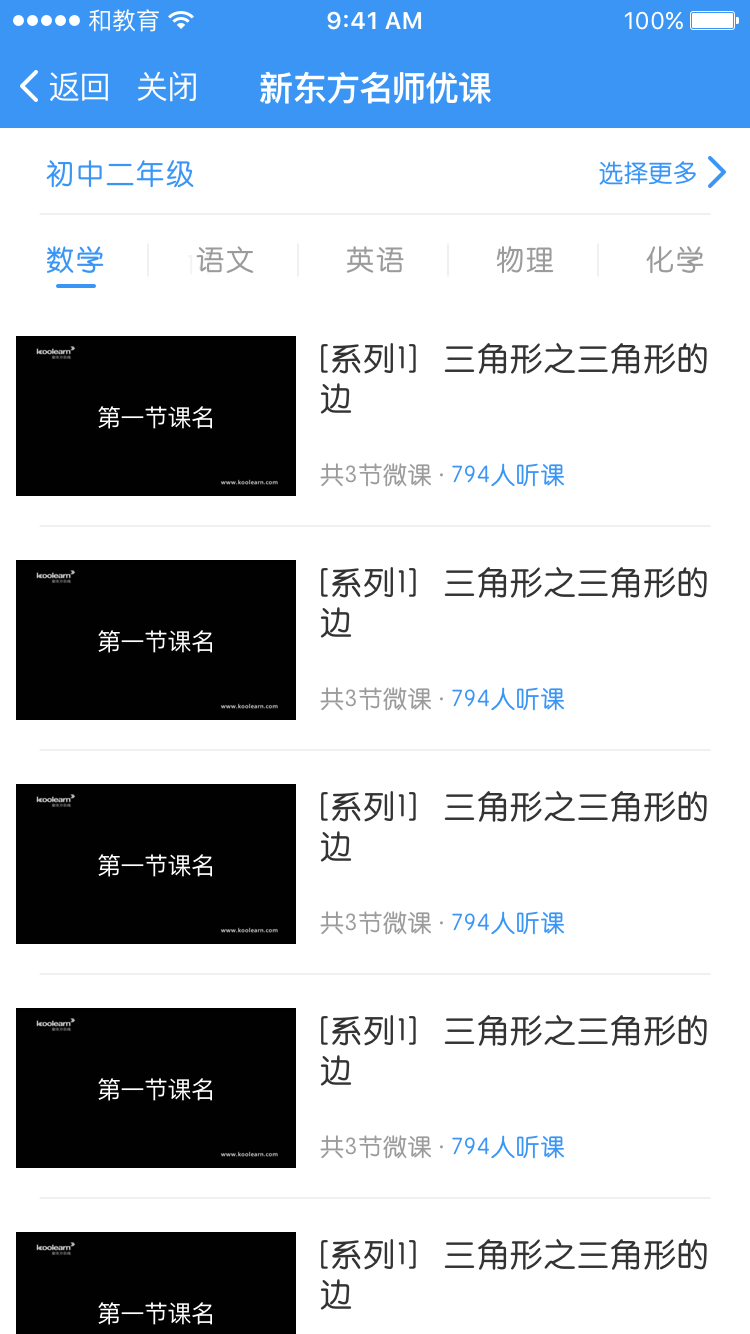 和教育 9:41 AM 100%
返回 关闭 新东方名师优课
初中二年级 选择更多
数学 语文 英语 物理 化学
koolearn
第一节课名
www.koolearn.com
[系列1] 三角形之三角形的
边
共3节微课 · 794人听课
koolearn
第一节课名
www.koolearn.com
[系列1] 三角形之三角形的
边
共3节微课 · 794人听课
koolearn
第一节课名
www.koolearn.com
[系列1] 三角形之三角形的
边
共3节微课 · 794人听课
koolearn
第一节课名
www.koolearn.com
[系列1] 三角形之三角形的
边
共3节微课 · 794人听课
koolearn
第一节课名
[系列1] 三角形之三角形的
边